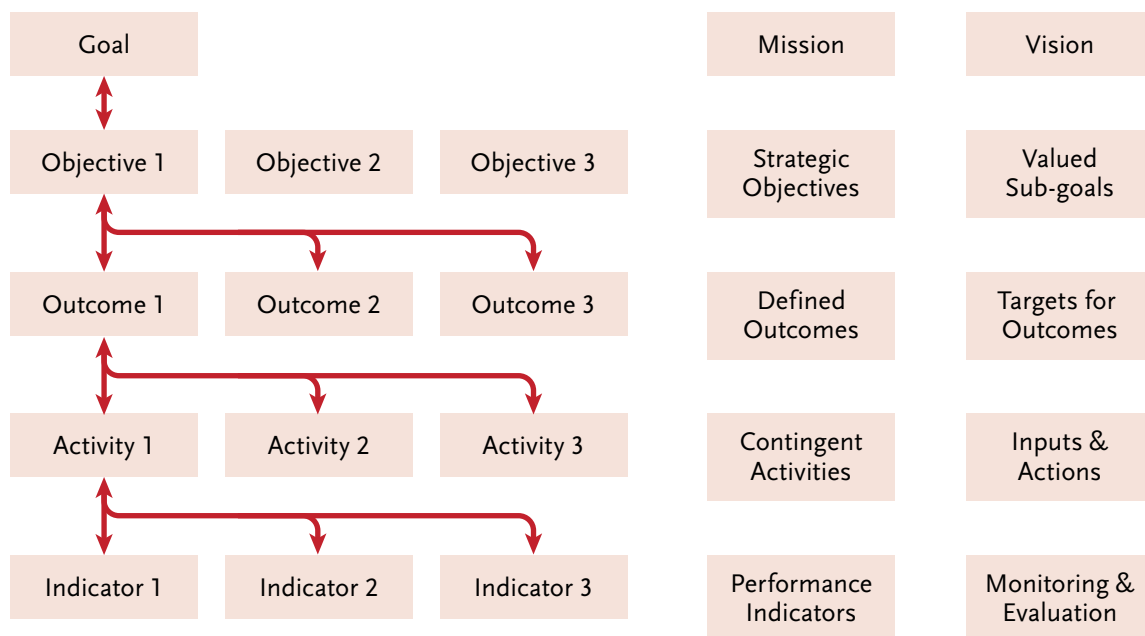 Goal
Mission
Vision
Objective 1
Objective 2
Objective 3
Strategic
Objectives
Valued
Sub-goals
Outcome 1
Outcome 2
Outcome 3
Defined
Outcomes
Targets for
Outcomes
Activity 1
Activity 2
Activity 3
Contingent
Activities
Inputs &
Actions
Indicator 1
Indicator 2
Indicator 3
Performance
Indicators
Monitoring &
Evaluation